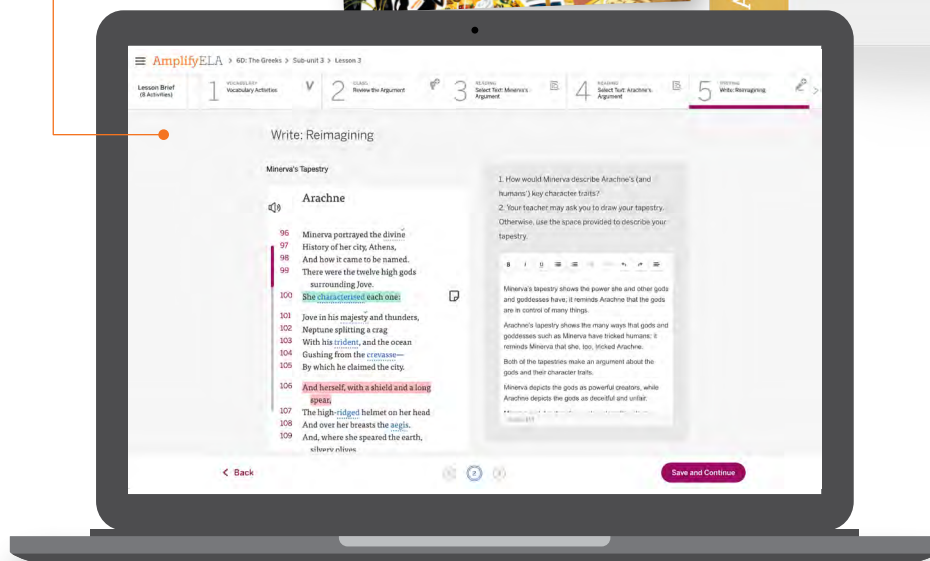 AmplifyELA > 6D: The Greeks > Sub-unit 3 > Lesson 3
Lesson Brief
(8 Activities)
1
VOCABULARY
Vocabulary Activities
2
Review the Argument
3
READING
Select Text: Minerva's
Argument
4
READING
Select Text: Arachne's
Argument
5
WRITING
Write: Reimagining
Write: Reimagining
Minerva's Tapestry
Arachne
96 Minerva portrayed the divine
97 History of her city, Athens,
98 And how it came to be named.
99 There were the twelve high gods
surrounding Jove.
100 She characterised each one:
101 Jove in his majesty and thunders,
102 Neptune splitting a crag
103 With his trident, and the ocean
104 Gushing from the crevasse—
105 By which he claimed the city.
106 And herself, with a shield and a long
spear,
107 The high-ridged helmet on her head
108 And over her breasts the aegis.
109 And, where she speared the earth,
silvery olives
1. How would Minerva describe Arachne's (and
humans') key character traits?
2. Your teacher may ask you to draw your tapestry.
Otherwise, use the space provided to describe your
tapestry.
B I U
Minerva's tapestry shows the power she and other gods
and goddesses have, it reminds Arachne that the gods
are in control of many things.
Arachne's tapestry shows the many ways that gods and
goddesses such as Minerva have tricked humans; it
reminds Minerva that she, too, tricked Arachne.
Both of the tapestries make an argument about the
gods and their character traits.
Minerva depicts the gods as powerful creators, while
Arachne depicts the gods as deceitful and unfair.
Back
1 2 3
Save and Continue